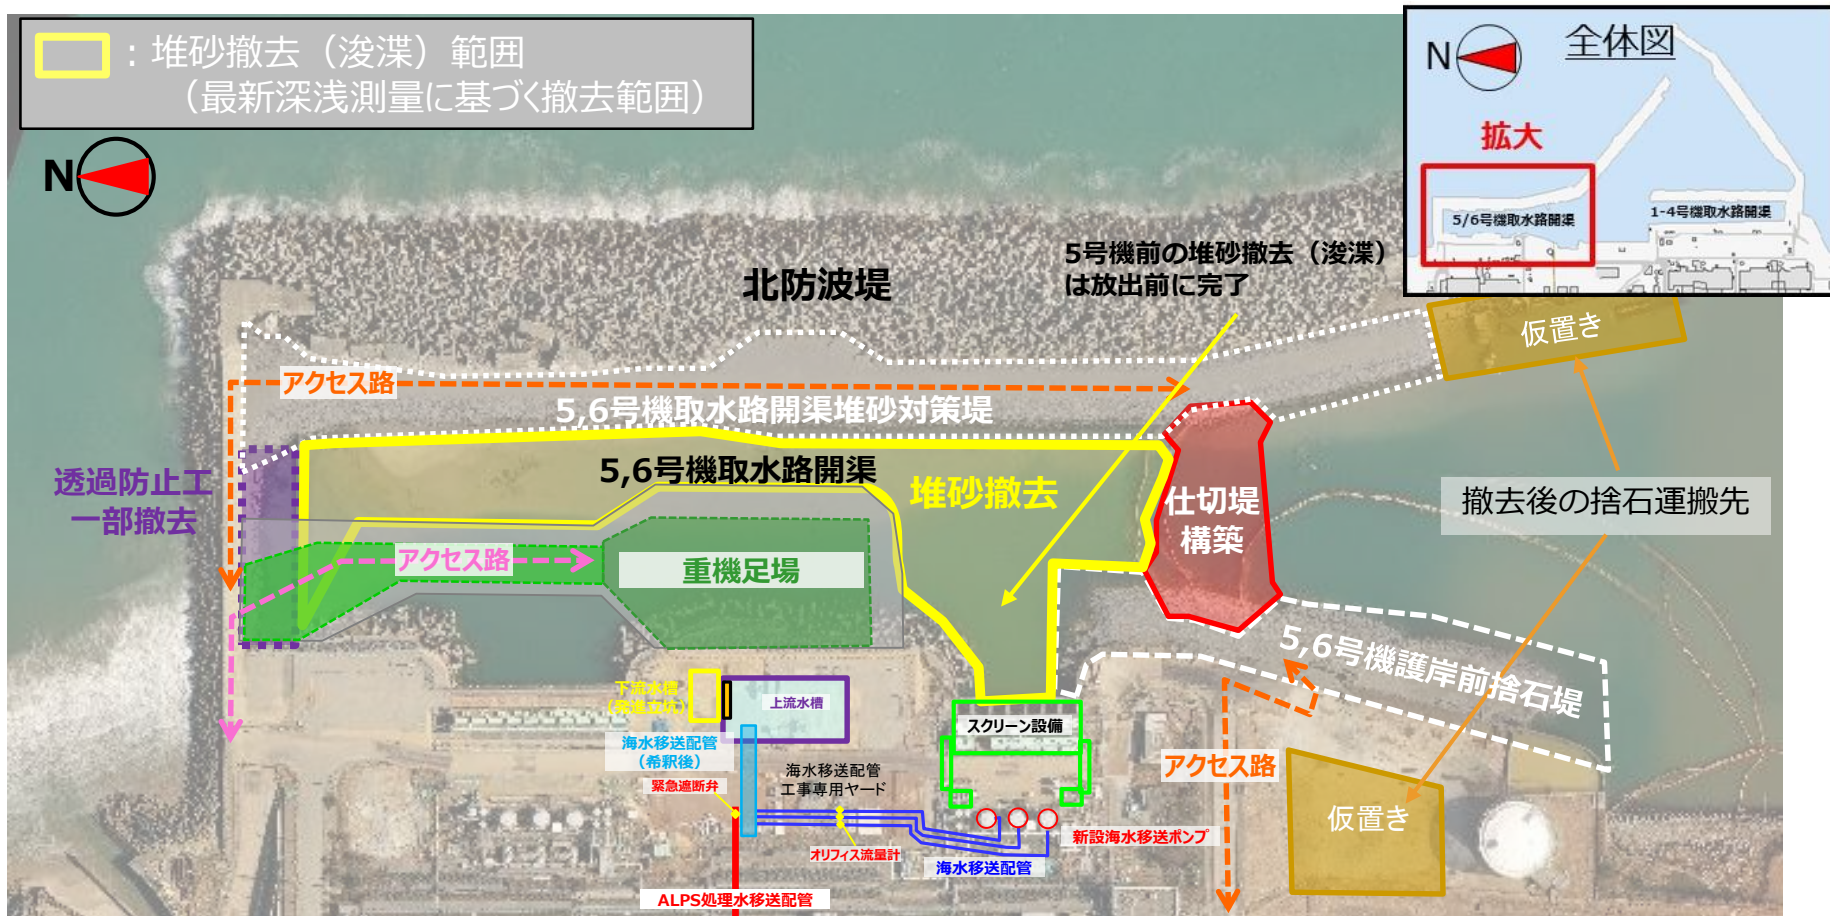 ：堆砂撤去（浚渫）範囲
（最新深浅測量に基づく撤去範囲）
N
全体図
N
拡大
5/6号機取水路開渠
1-4号機取水路開渠
5号機前の堆砂撤去（浚渫）
は放出前に完了
北防波堤
仮置き
アクセス路
5,6号機取水路開渠堆砂対策堤
5,6号機取水路開渠
透過防止工
一部撤去
堆砂撤去
仕切堤
構築
撤去後の捨石運搬先
アクセス路
重機足場
5,6号機護岸前捨石堤
下流水槽
（発進立坑）
上流水槽
スクリーン設備
海水移送配管
（希釈後）
海水移送配管
工事専用ヤード
アクセス路
緊急遮断弁
仮置き
新設海水移送ポンプ
オリフィス流量計
海水移送配管
ALPS処理水移送配管